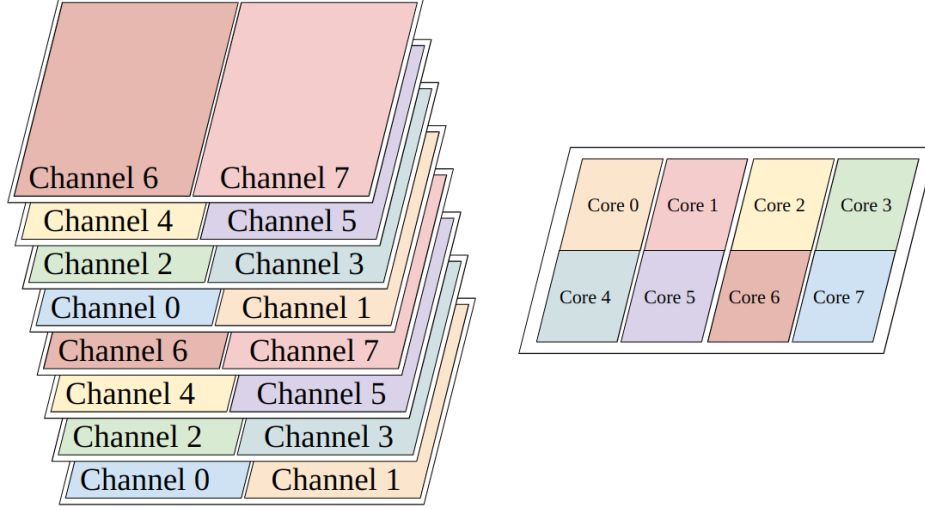 Channel 6 Channel 7
Channel 4 Channel 5
Channel 2 Channel 3
Channel 0 Channel 1
Channel 6 Channel 7
Channel 4 Channel 5
Channel 2 Channel 3
Channel 0 Channel 1
Core 0 Core 1 Core 2 Core 3
Core 4 Core 5 Core 6 Core 7